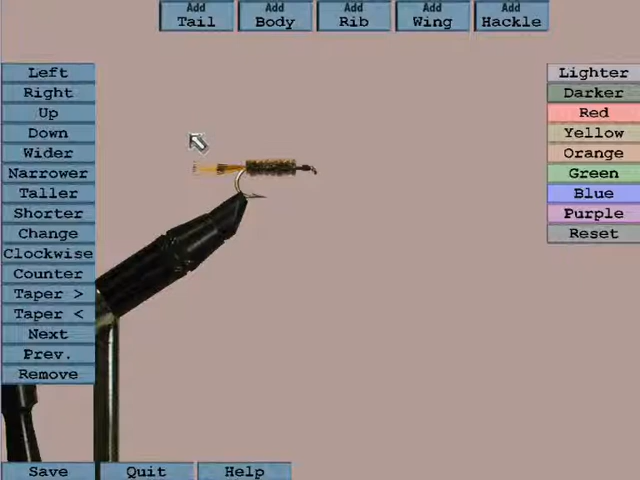 Add Add Add Add Add
Tail Body Rib Wing Hackle
Left
Right
Up
Down
Wider
Narrower
Taller
Shorter
Change
Clockwise
Counter
Taper >
Taper <
Next
Prev.
Remove
Lighter
Darker
Red
Yellow
Orange
Green
Blue
Purple
Reset
Save Quit Help